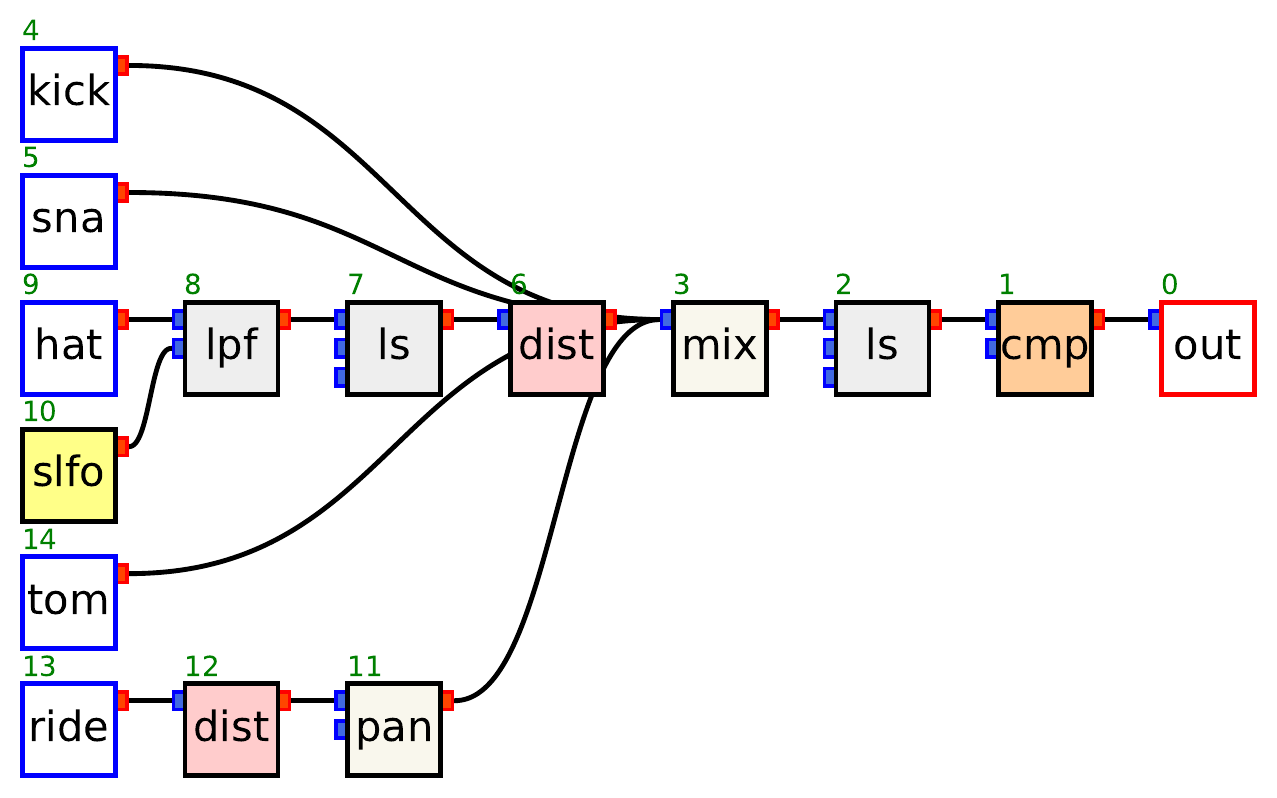 4
kick
5
sna
9 8 7 6 3 2 1 0
hat lpf ls dist mix ls cmp out
10
slfo
14
tom
13 12 11
ride dist pan